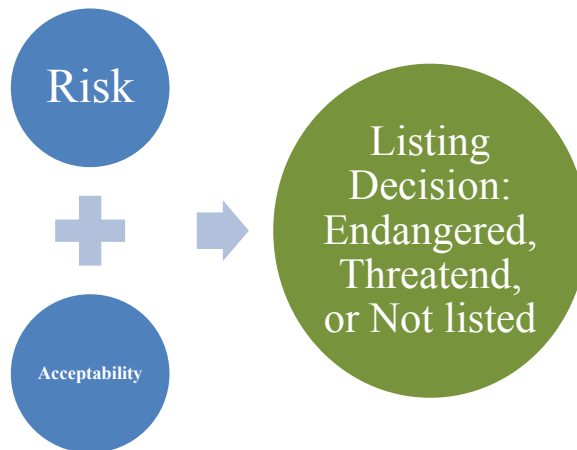 Risk
Acceptability
Listing
Decision:
Endangered,
Threatend,
or Not listed